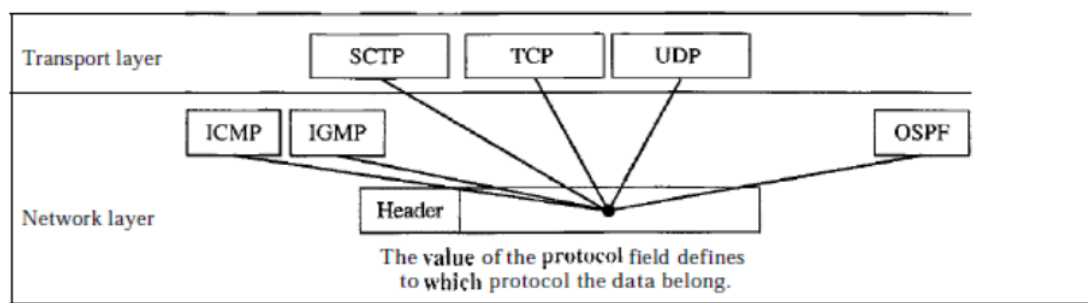 Transport layer
SCTP TCP UDP
ICMP IGMP OSPF
Header
Network layer
The value of the protocol field defines
to which protocol the data belong.